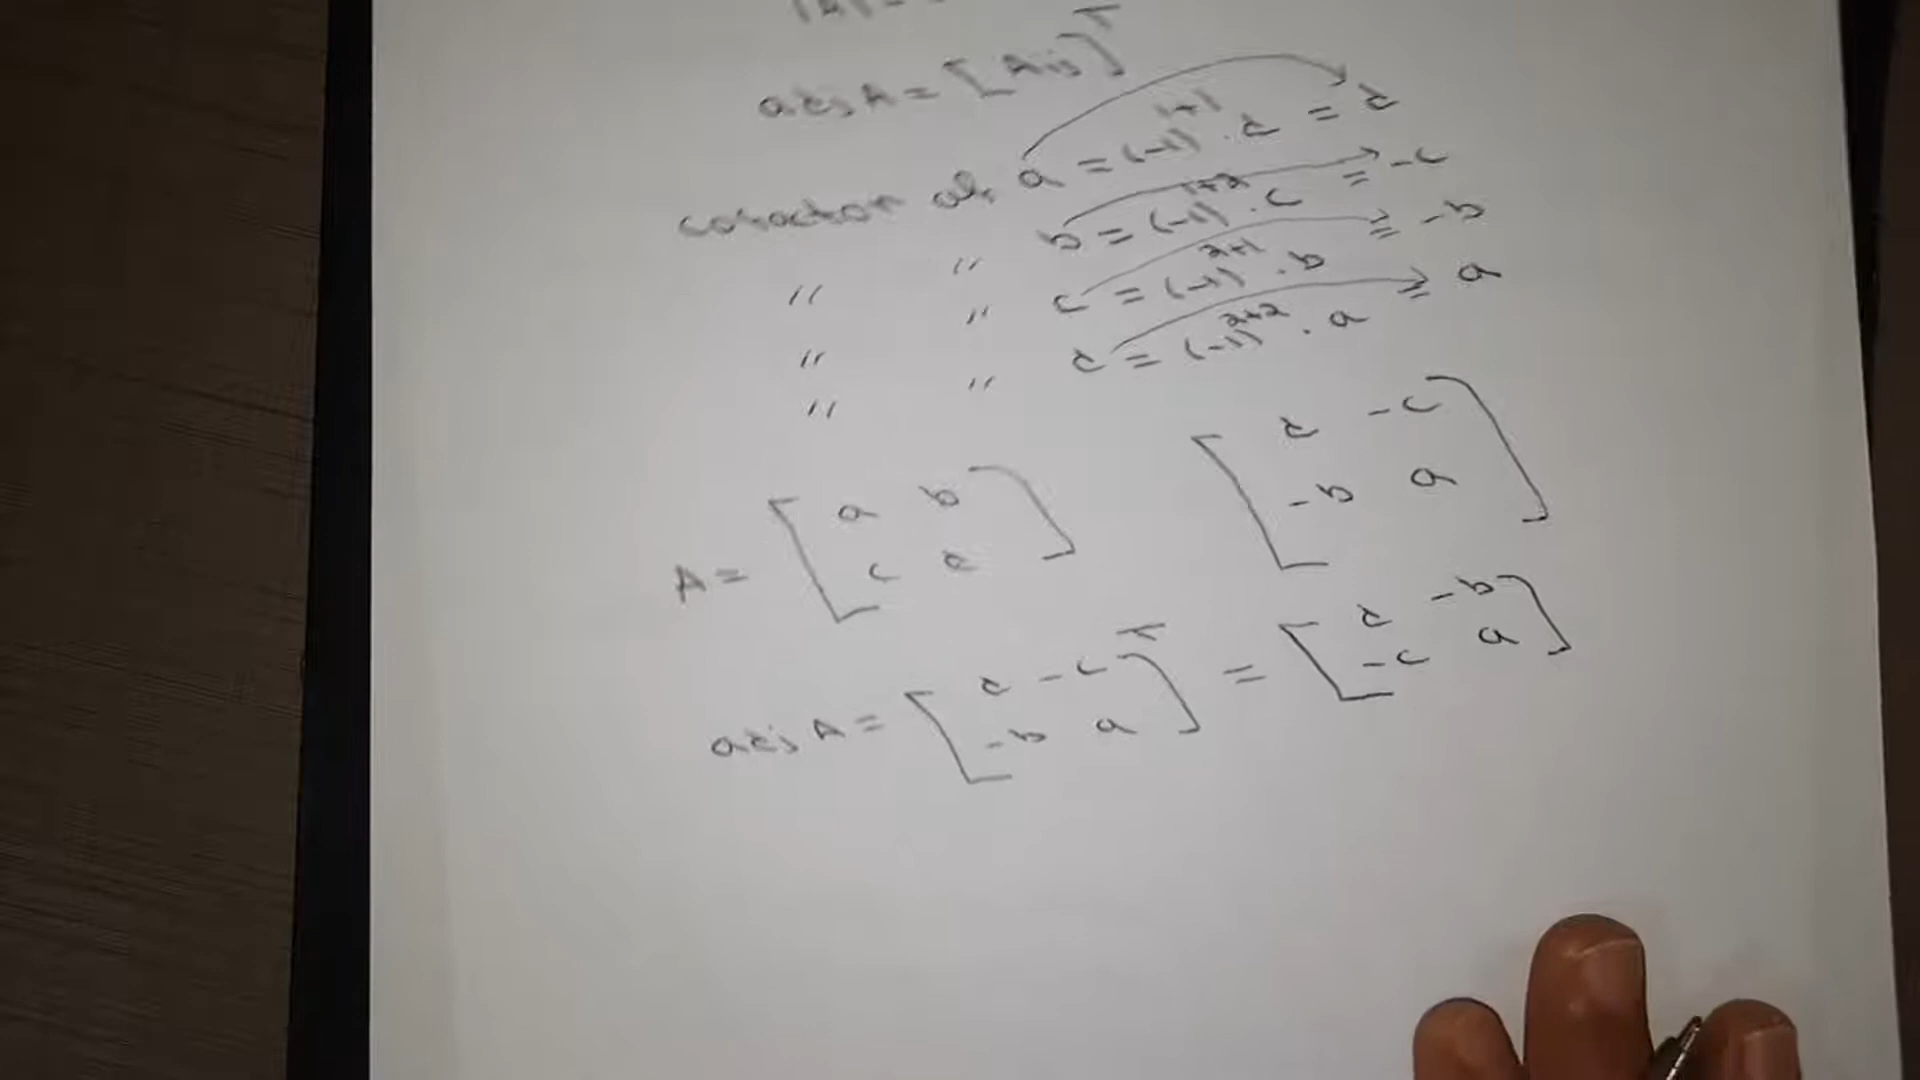 |A| =
adj A = [Aij]^T
cofactor of a = (-1)^1+1 . d = d
" " b = (-1)^1+2 . c = -c
" " c = (-1)^2+1 . b = -b
" " d = (-1)^2+2 . a = a
A = [a b
c d]
[d -c
-b a]
adj A = [d -c
-b a]^T = [d -b
-c a]